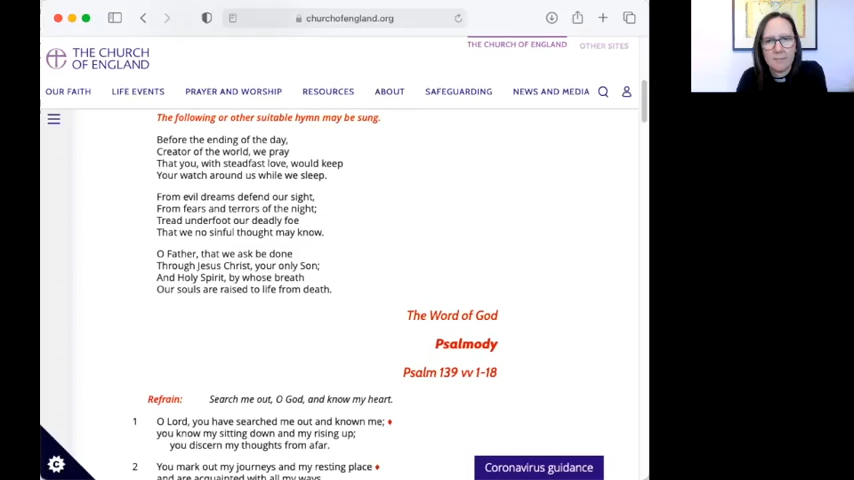 churchofengland.org
THE CHURCH OF ENGLAND
OTHER SITES
THE CHURCH
OF ENGLAND
OUR FAITH
LIFE EVENTS
PRAYER AND WORSHIP
RESOURCES
ABOUT
SAFEGUARDING
NEWS AND MEDIA
The following or other suitable hymn may be sung.
Before the ending of the day,
Creator of the world, we pray
That you, with steadfast love, would keep
Your watch around us while we sleep.
From evil dreams defend our sight,
From fears and terrors of the night;
Tread underfoot our deadly foe
That we no sinful thought may know.
O Father, that we ask be done
Through Jesus Christ, your only Son;
And Holy Spirit, by whose breath
Our souls are raised to life from death.
The Word of God
Psalmody
Psalm 139 vv 1-18
Refrain: Search me out, O God, and know my heart.
1 O Lord, you have searched me out and known me; ♦
you know my sitting down and my rising up;
you discern my thoughts from afar.
2 You mark out my journeys and my resting place ♦
and are acquainted with all my ways.
Coronavirus guidance